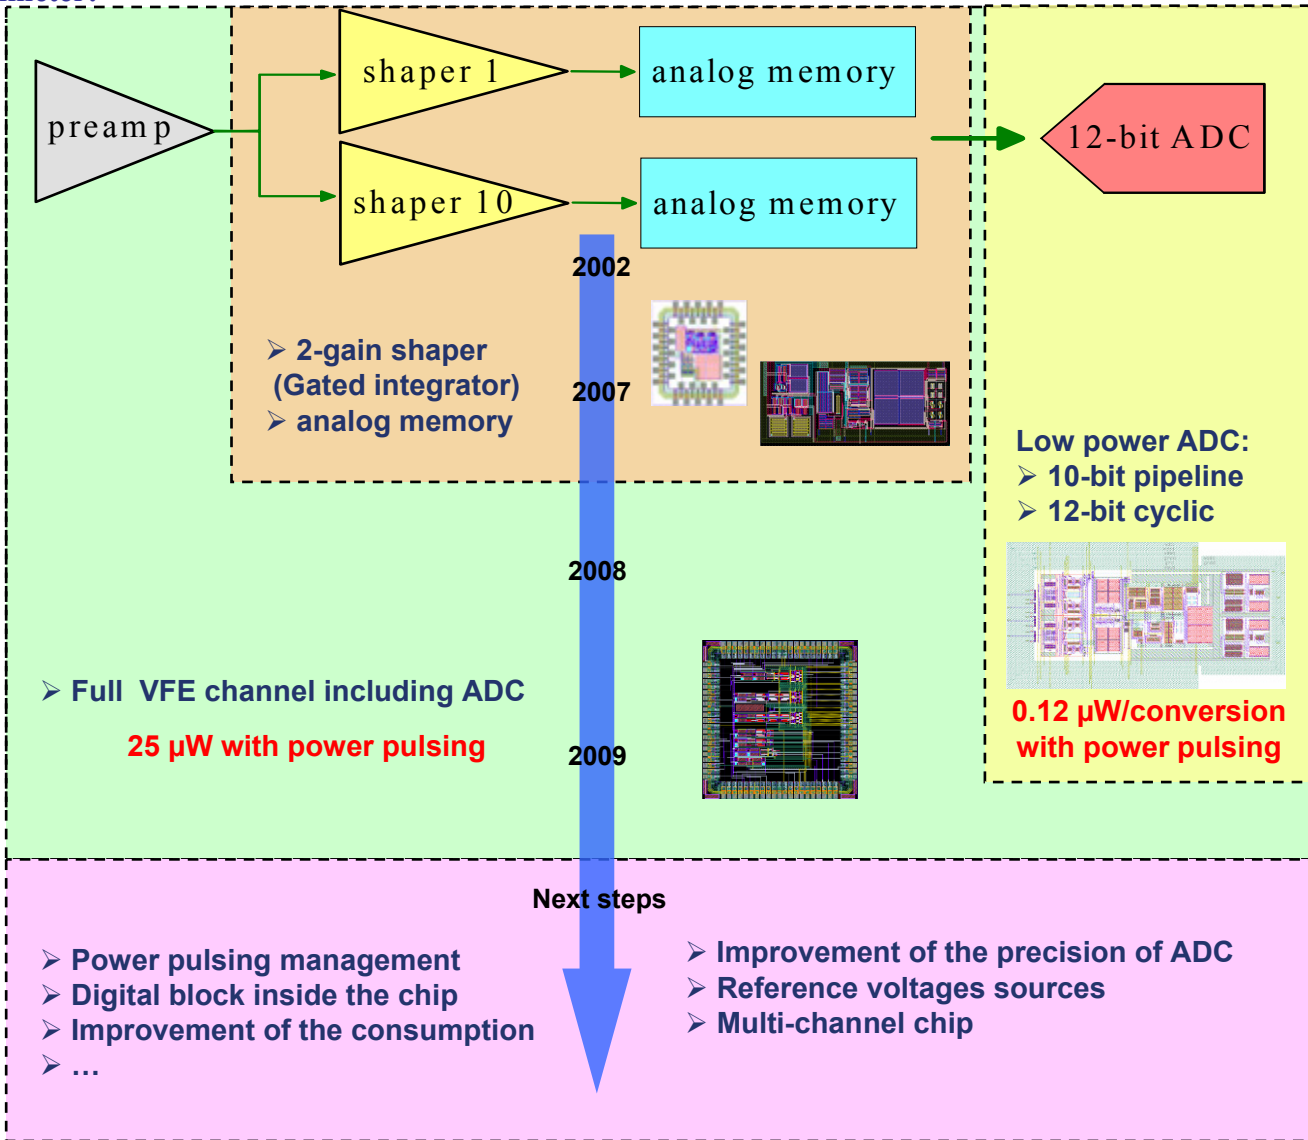 preamp
shaper 1
analog memory
12-bit ADC
shaper 10
analog memory
2002
➢ 2-gain shaper
(Gated integrator)
➢ analog memory
2007
Low power ADC:
➢ 10-bit pipeline
➢ 12-bit cyclic
2008
➢ Full VFE channel including ADC
25 µW with power pulsing
0.12 µW/conversion
with power pulsing
2009
Next steps
➢ Power pulsing management
➢ Digital block inside the chip
➢ Improvement of the consumption
➢ …
➢ Improvement of the precision of ADC
➢ Reference voltages sources
➢ Multi-channel chip